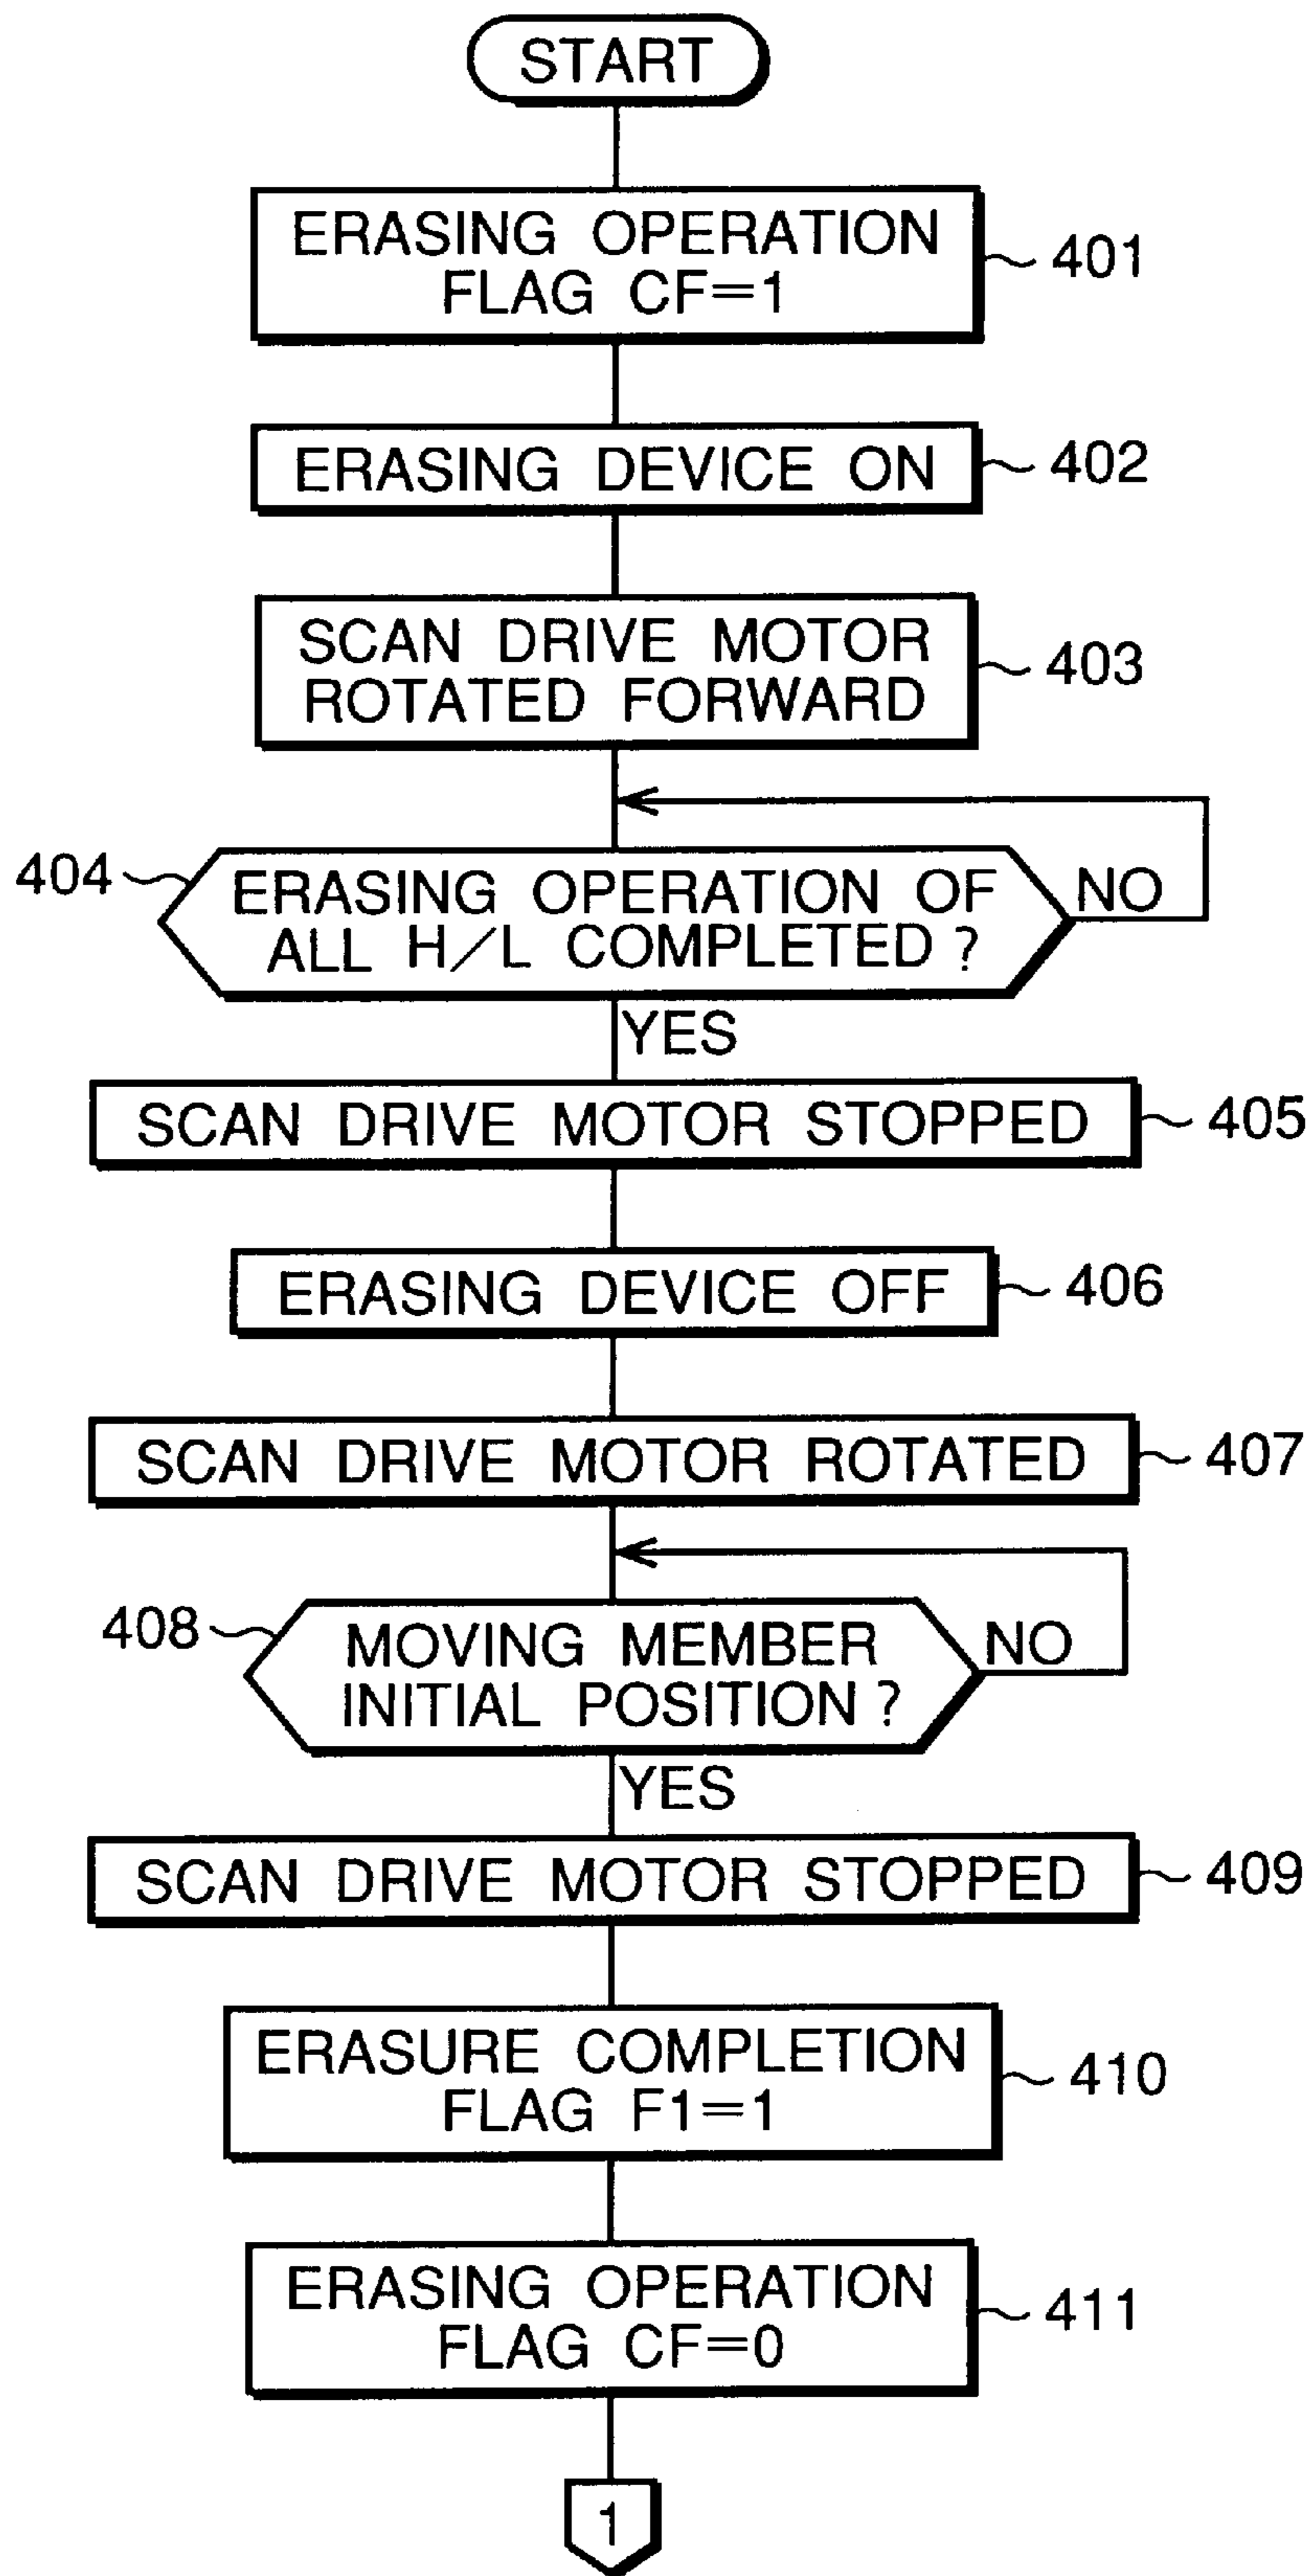 START
ERASING OPERATION
FLAG CF=1
401
ERASING DEVICE ON
402
SCAN DRIVE MOTOR
ROTATED FORWARD
403
404
ERASING OPERATION OF
ALL H/L COMPLETED?
NO
YES
SCAN DRIVE MOTOR STOPPED
405
ERASING DEVICE OFF
406
SCAN DRIVE MOTOR ROTATED
407
408
MOVING MEMBER
INITIAL POSITION?
NO
YES
SCAN DRIVE MOTOR STOPPED
409
ERASURE COMPLETION
FLAG F1=1
410
ERASING OPERATION
FLAG CF=0
411
1